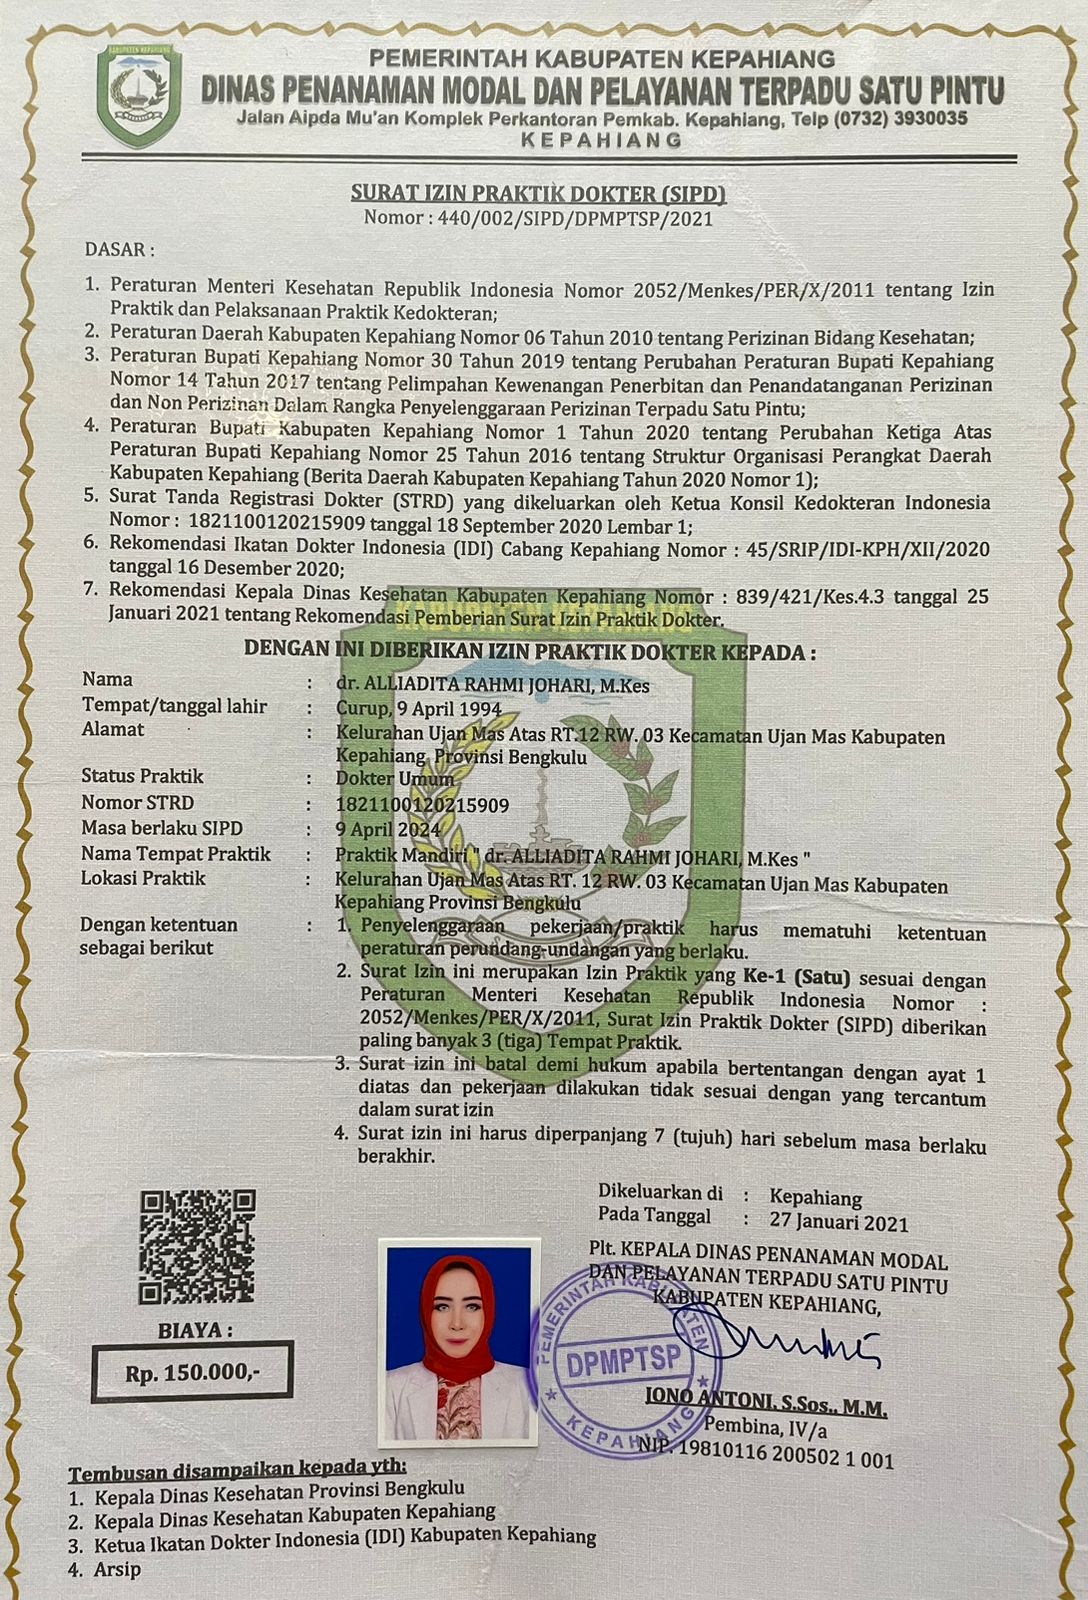 KABUPATEN KEPAHIANG
PEMERINTAH KABUPATEN KEPAHIANG
DINAS PENANAMAN MODAL DAN PELAYANAN TERPADU SATU PINTU
Jalan Aipda Mu'an Komplek Perkantoran Pemkab. Kepahiang, Telp (0732) 3930035
KEPAHIANG
SURAT IZIN PRAKTIK DOKTER (SIPD)
Nomor : 440/002/SIPD/DPMPTSP/2021
DASAR :
1. Peraturan Menteri Kesehatan Republik Indonesia Nomor 2052/Menkes/PER/X/2011 tentang Izin
Praktik dan Pelaksanaan Praktik Kedokteran;
2. Peraturan Daerah Kabupaten Kepahiang Nomor 06 Tahun 2010 tentang Perizinan Bidang Kesehatan;
3. Peraturan Bupati Kepahiang Nomor 30 Tahun 2019 tentang Perubahan Peraturan Bupati Kepahiang
Nomor 14 Tahun 2017 tentang Pelimpahan Kewenangan Penerbitan dan Penandatanganan Perizinan
dan Non Perizinan Dalam Rangka Penyelenggaraan Perizinan Terpadu Satu Pintu;
4. Peraturan Bupati Kabupaten Kepahiang Nomor 1 Tahun 2020 tentang Perubahan Ketiga Atas
Peraturan Bupati Kepahiang Nomor 25 Tahun 2016 tentang Struktur Organisasi Perangkat Daerah
Kabupaten Kepahiang (Berita Daerah Kabupaten Kepahiang Tahun 2020 Nomor 1);
5. Surat Tanda Registrasi Dokter (STRD) yang dikeluarkan oleh Ketua Konsil Kedokteran Indonesia
Nomor : 1821100120215909 tanggal 18 September 2020 Lembar 1;
6. Rekomendasi Ikatan Dokter Indonesia (IDI) Cabang Kepahiang Nomor : 45/SRIP/IDI-KPH/XII/2020
tanggal 16 Desember 2020;
7. Rekomendasi Kepala Dinas Kesehatan Kabupaten Kepahiang Nomor : 839/421/Kes.4.3 tanggal 25
Januari 2021 tentang Rekomendasi Pemberian Surat Izin Praktik Dokter.
KABUPATEN KEPAHIANG
DENGAN INI DIBERIKAN IZIN PRAKTIK DOKTER KEPADA :
Nama : dr. ALLIADITA RAHMI JOHARI, M.Kes
Tempat/tanggal lahir : Curup, 9 April 1994
Alamat : Kelurahan Ujan Mas Atas RT.12 RW. 03 Kecamatan Ujan Mas Kabupaten
Kepahiang, Provinsi Bengkulu
Status Praktik : Dokter Umum
Nomor STRD : 1821100120215909
Masa berlaku SIPD : 9 April 2024
Nama Tempat Praktik : Praktik Mandiri " dr. ALLIADITA RAHMI JOHARI, M.Kes "
Lokasi Praktik : Kelurahan Ujan Mas Atas RT. 12 RW. 03 Kecamatan Ujan Mas Kabupaten
Kepahiang Provinsi Bengkulu
Dengan ketentuan : 1. Penyelenggaraan pekerjaan/praktik harus mematuhi ketentuan
sebagai berikut peraturan perundang-undangan yang berlaku.
2. Surat Izin ini merupakan Izin Praktik yang Ke-1 (Satu) sesuai dengan
Peraturan Menteri Kesehatan Republik Indonesia Nomor :
2052/Menkes/PER/X/2011, Surat Izin Praktik Dokter (SIPD) diberikan
paling banyak 3 (tiga) Tempat Praktik.
3. Surat izin ini batal demi hukum apabila bertentangan dengan ayat 1
diatas dan pekerjaan dilakukan tidak sesuai dengan yang tercantum
dalam surat izin
4. Surat izin ini harus diperpanjang 7 (tujuh) hari sebelum masa berlaku
berakhir.
Dikeluarkan di : Kepahiang
Pada Tanggal : 27 Januari 2021
Plt. KEPALA DINAS PENANAMAN MODAL
DAN PELAYANAN TERPADU SATU PINTU
KABUPATEN KEPAHIANG,
PEMERINTAH KABUPATEN
DPMPTSP
KEPAHIANG
JONO ANTONI, S.Sos., M.M.
Pembina, IV/a
NIP. 19810116 200502 1 001
BIAYA :
Rp. 150.000,-
Tembusan disampaikan kepada yth:
1. Kepala Dinas Kesehatan Provinsi Bengkulu
2. Kepala Dinas Kesehatan Kabupaten Kepahiang
3. Ketua Ikatan Dokter Indonesia (IDI) Kabupaten Kepahiang
4. Arsip